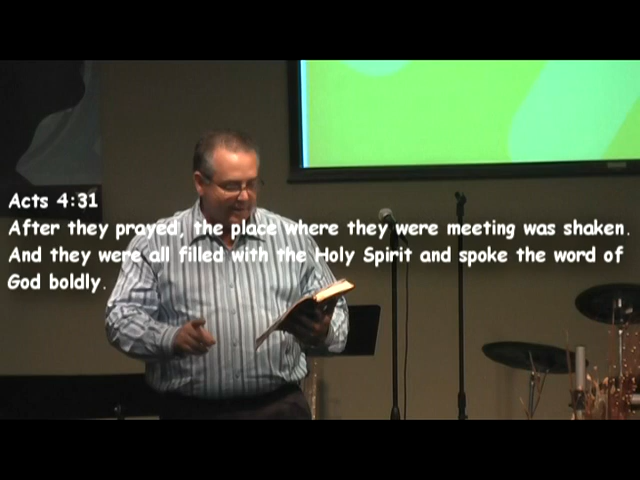 Acts 4:31
After they prayed, the place where they were meeting was shaken.
And they were all filled with the Holy Spirit and spoke the word of
God boldly.